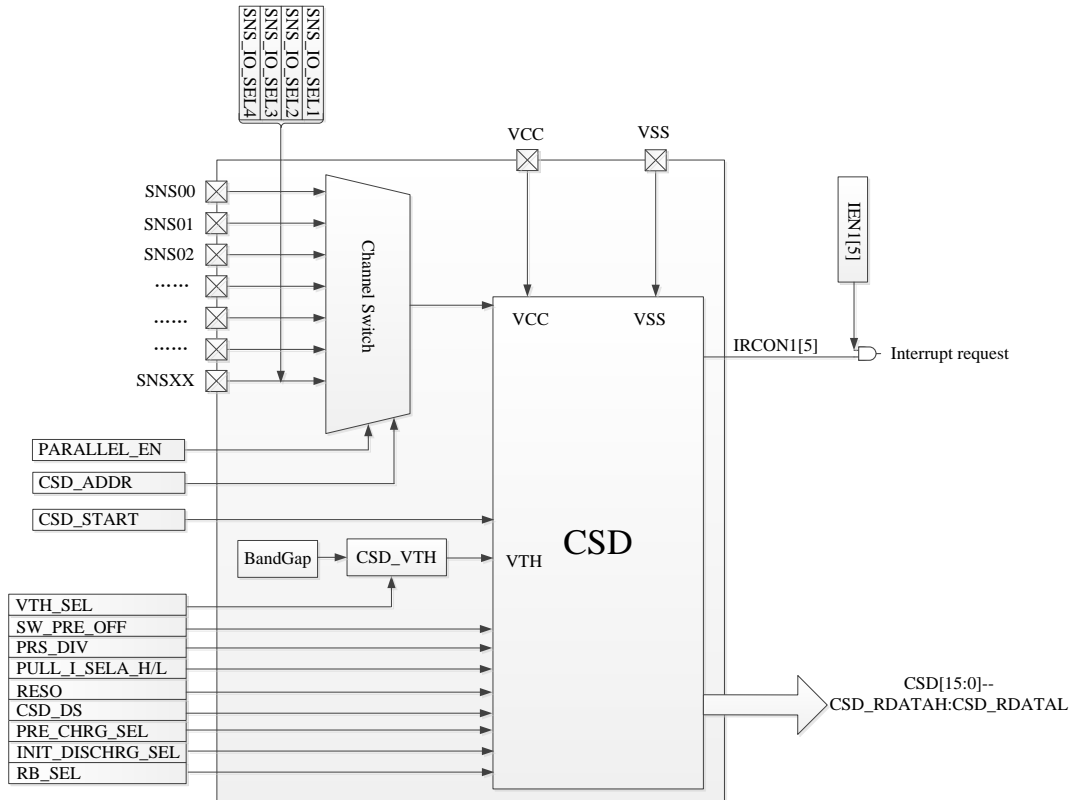 SNS_IO_SEL1
SNS_IO_SEL2
SNS_IO_SEL3
SNS_IO_SEL4
VCC
VSS
SNS00
SNS01
SNS02
......
......
......
SNSXX
Channel Switch
IEN1[5]
VCC
VSS
IRCON1[5]
Interrupt request
PARALLEL_EN
CSD_ADDR
CSD_START
CSD
BandGap
CSD_VTH
VTH
VTH_SEL
SW_PRE_OFF
PRS_DIV
PULL_I_SELA_H/L
RESO
CSD_DS
PRE_CHRG_SEL
INIT_DISCHRG_SEL
RB_SEL
CSD[15:0]--
CSD_RDATAH:CSD_RDATAL